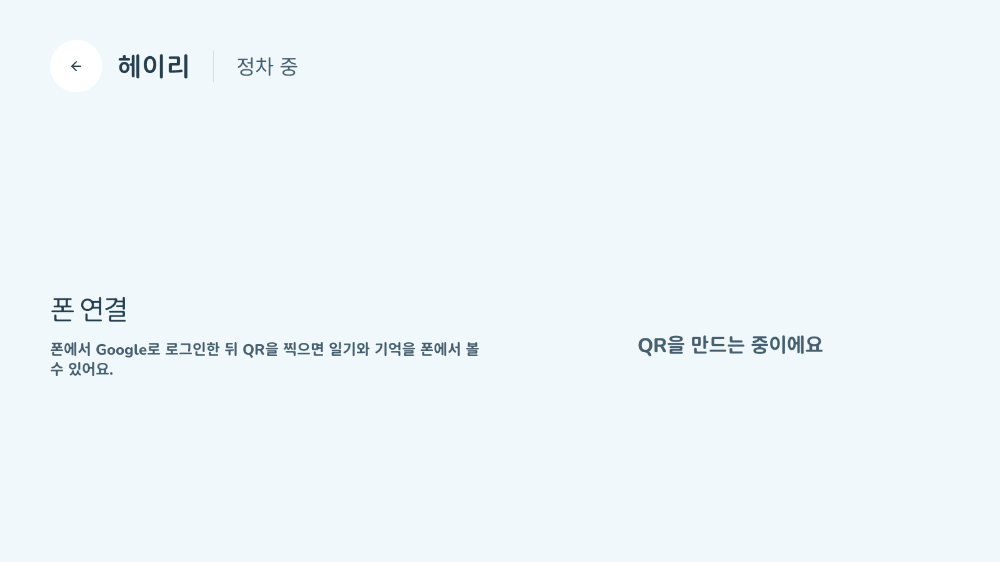 헤이리
정차 중
폰 연결
폰에서 Google로 로그인한 뒤 QR을 찍으면 일기와 기억을 폰에서 볼
수 있어요.
QR을 만드는 중이에요